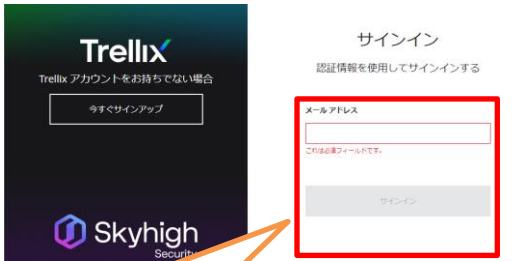 Trellix
Trellix アカウントをお持ちでない場合
今すぐサインアップ
Skyhigh
Security
サインイン
認証情報を使用してサインインする
メール アドレス
これは必須フィールドです。
サインイン